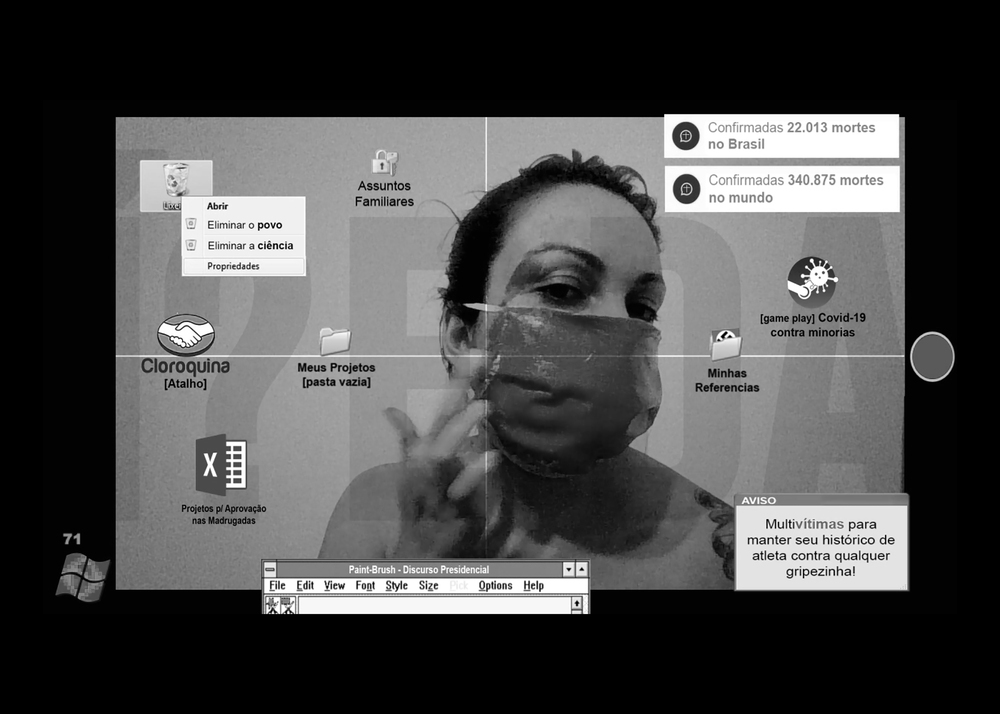 Confirmadas 22.013 mortes
no Brasil
Confirmadas 340.875 mortes
no mundo
Assuntos
Familiares
Abrir
Eliminar o povo
Eliminar a ciência
Propriedades
[game play] Covid-19
contra minorias
Cloroquina
[Atalho]
Meus Projetos
[pasta vazia]
Minhas
Referencias
X
Projetos p/ Aprovação
nas Madrugadas
AVISO
Multivítimas para
manter seu histórico de
atleta contra qualquer
gripezinha!
71
Paint-Brush - Discurso Presidencial
File Edit View Font Style Size Pick Options Help